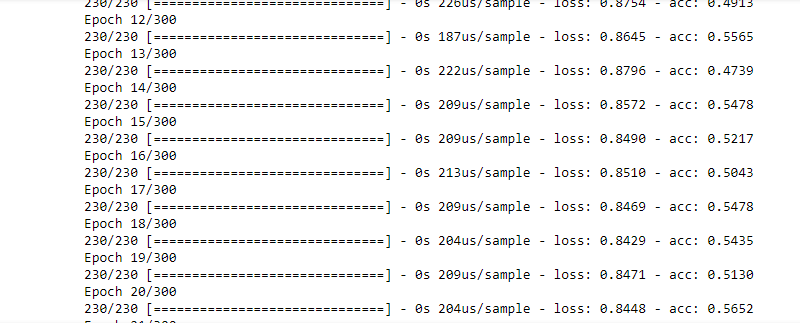 230/230 [==============================] - 0s 226us/sample - loss: 0.8754 - acc: 0.4913
Epoch 12/300
230/230 [==============================] - 0s 187us/sample - loss: 0.8645 - acc: 0.5565
Epoch 13/300
230/230 [==============================] - 0s 222us/sample - loss: 0.8796 - acc: 0.4739
Epoch 14/300
230/230 [==============================] - 0s 209us/sample - loss: 0.8572 - acc: 0.5478
Epoch 15/300
230/230 [==============================] - 0s 209us/sample - loss: 0.8490 - acc: 0.5217
Epoch 16/300
230/230 [==============================] - 0s 213us/sample - loss: 0.8510 - acc: 0.5043
Epoch 17/300
230/230 [==============================] - 0s 209us/sample - loss: 0.8469 - acc: 0.5478
Epoch 18/300
230/230 [==============================] - 0s 204us/sample - loss: 0.8429 - acc: 0.5435
Epoch 19/300
230/230 [==============================] - 0s 209us/sample - loss: 0.8471 - acc: 0.5130
Epoch 20/300
230/230 [==============================] - 0s 204us/sample - loss: 0.8448 - acc: 0.5652